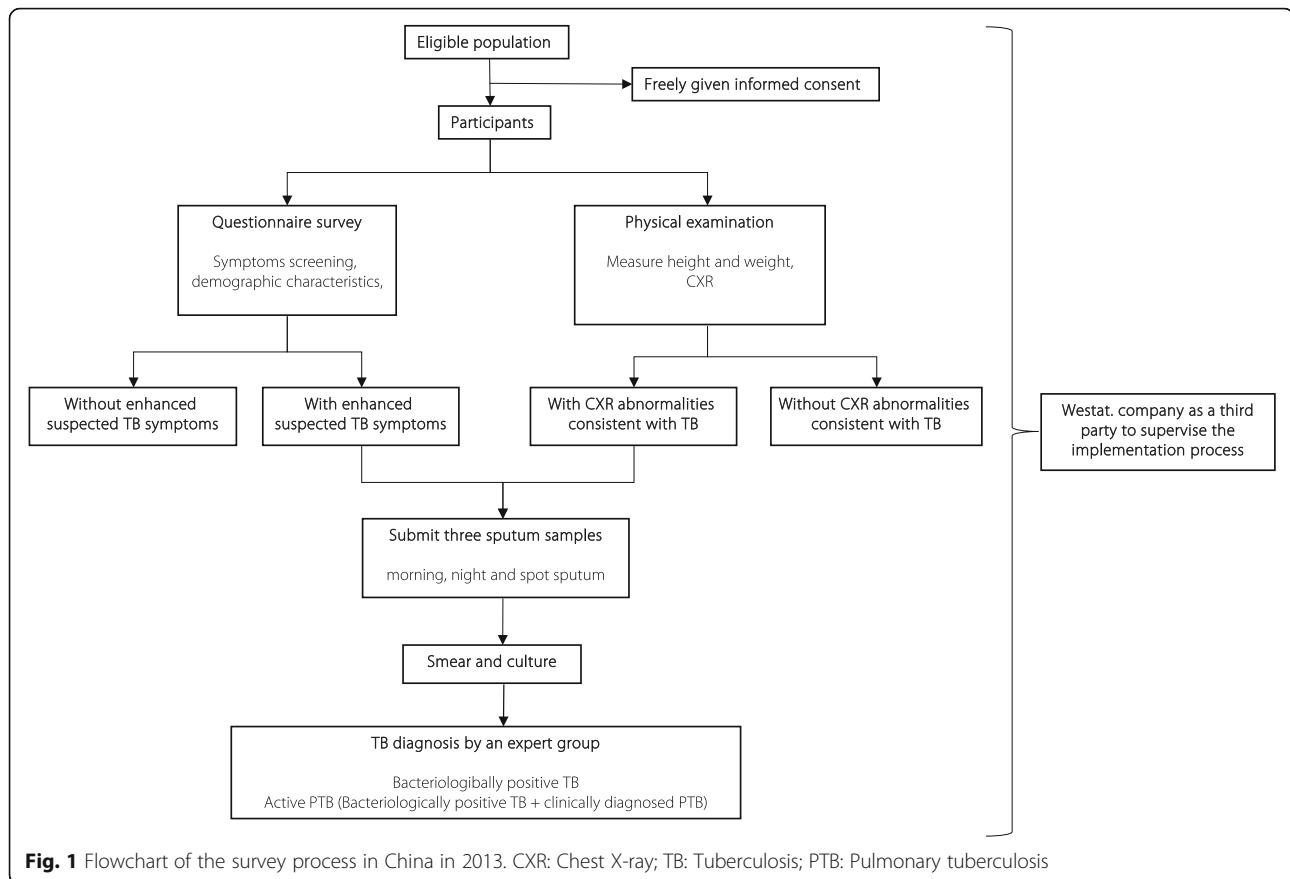 Eligible population
Freely given informed consent
Participants
Questionnaire survey
Symptoms screening,
demographic characteristics,
Physical examination
Measure height and weight,
CXR
Without enhanced
suspected TB symptoms
With enhanced
suspected TB symptoms
With CXR abnormalities
consistent with TB
Without CXR abnormalities
consistent with TB
Westat. company as a third
party to supervise the
implementation process
Submit three sputum samples
morning, night and spot sputum
Smear and culture
TB diagnosis by an expert group
Bacteriologibally positive TB
Active PTB (Bacteriologically positive TB + clinically diagnosed PTB)
Fig. 1 Flowchart of the survey process in China in 2013. CXR: Chest X-ray; TB: Tuberculosis; PTB: Pulmonary tuberculosis